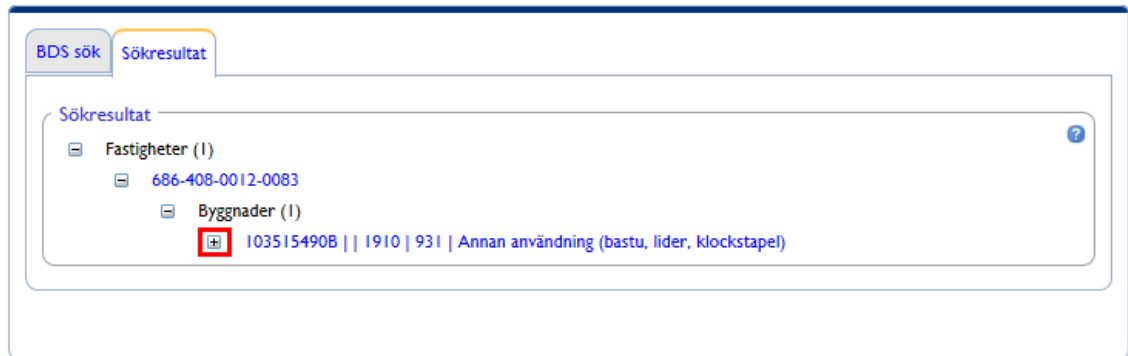 BDS sök Sökresultat
Sökresultat
Fastigheter (1)
686-408-0012-0083
Byggnader (1)
103515490B | | 1910 | 931 | Annan användning (bastu, lider, klockstapel)